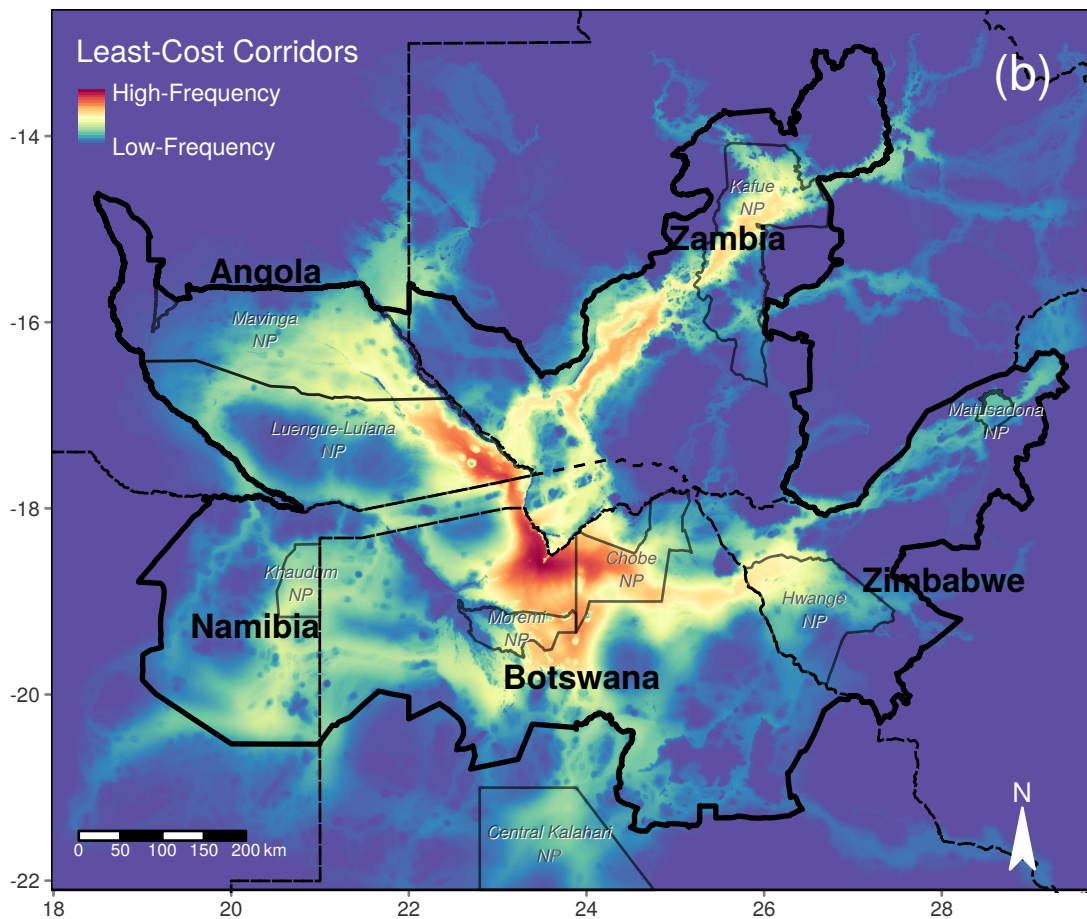 Least-Cost Corridors
High-Frequency
Low-Frequency
(b)
-14
-16
-18
-20
-22
Kafue
NP
Zambia
Angola
Mavinga
NP
Luengue-Luiana
NP
Matusadona
NP
Khaudum
NP
Chobe
NP
Zimbabwe
Hwange
NP
Namibia
Moremi
NP
Botswana
Central Kalahari
NP
N
0 50 100 150 200 km
18 20 22 24 26 28